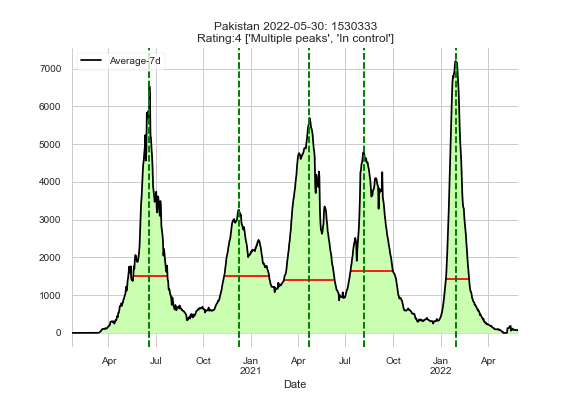 Pakistan 2022-05-30: 1530333
Rating:4 ['Multiple peaks', 'In control']
Average-7d
7000
6000
5000
4000
3000
2000
1000
0
Apr Jul Oct Jan Apr Jul Oct Jan Apr
2021 2022
Date